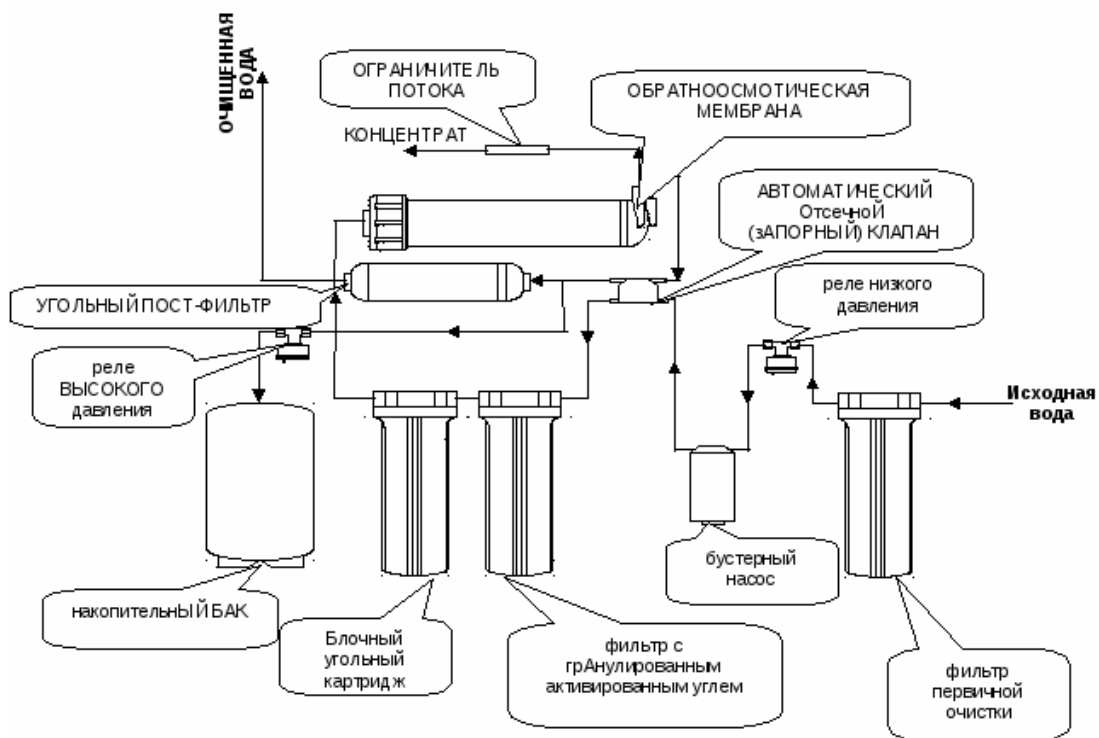 ОЧИЩЕННАЯ
ВОДА
ОГРАНИЧИТЕЛЬ
ПОТОКА
ОБРАТНООСМОТИЧЕСКАЯ
МЕМБРАНА
КОНЦЕНТРАТ
АВТОМАТИЧЕСКИЙ
ОтсечноЙ
(зАПОРНЫЙ) КЛАПАН
УГОЛЬНЫЙ ПОСТ-ФИЛЬТР
реле низкого
давления
реле
ВЫСОКОГО
давления
Исходная
вода
накопительнЫЙ БАК
бустерный
насос
Блочный
угольный
картридж
фильтр с
грАнулированным
активированным углем
фильтр
первичной
очистки